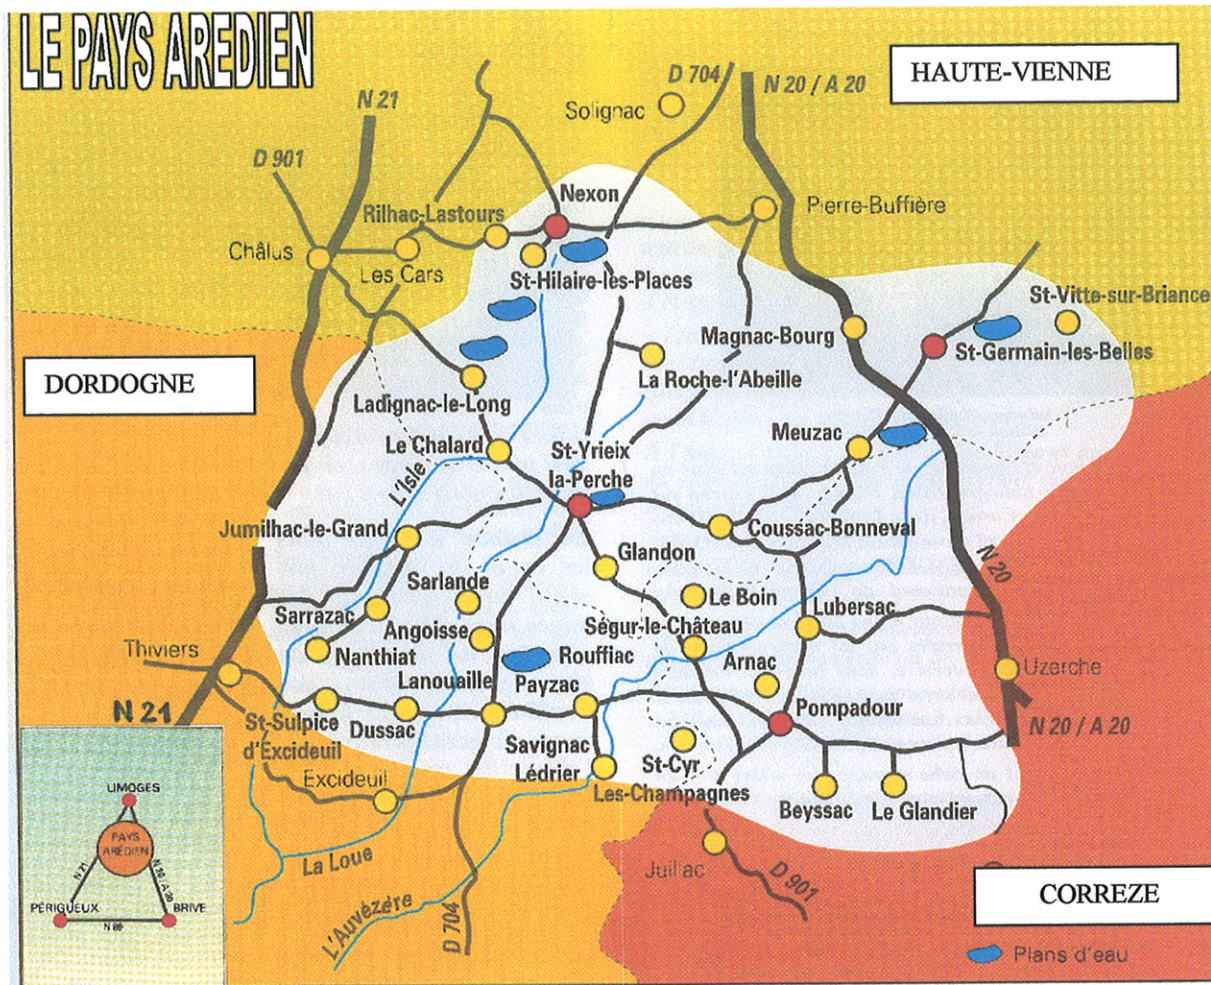 LE PAYS AREDIEN
HAUTE-VIENNE
D 704
N 20 / A 20
Solignac
N 21
D 901
Nexon
Rilhac-Lastours
Pierre-Buffière
Châlus
Les Cars
St-Hilaire-les-Places
St-Vitte-sur-Briance
Magnac-Bourg
St-Germain-les-Belles
DORDOGNE
La Roche-l'Abeille
Ladignac-le-Long
Meuzac
Le Chalard
St-Yrieix
la-Perche
L'Isle
Jumilhac-le-Grand
Coussac-Bonneval
Glandon
N 20
Sarlande
Le Boin
Lubersac
Sarrazac
Angoisse
Ségur-le-Château
Thiviers
Nanthiat
Rouffiac
Arnac
Uzerche
Lanouaille
Payzac
N 21
St-Sulpice
d'Excideuil
Dussac
Pompadour
N 20 / A 20
Savignac
Lédrier
St-Cyr
Les-Champagnes
Excideuil
Beyssac
Le Glandier
LIMOGES
PAYS
ARÉDIEN
N 21
N 20 / A 20
PÉRIGUEUX
BRIVE
N 89
La Loue
Juillac
D 901
L'Auvézère
D 704
CORREZE
Plans d'eau